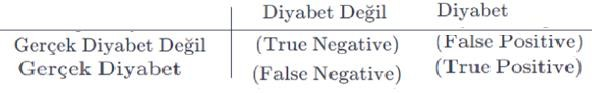 Diyabet Değil Diyabet
Gerçek Diyabet Değil (True Negative) (False Positive)
Gerçek Diyabet (False Negative) (True Positive)